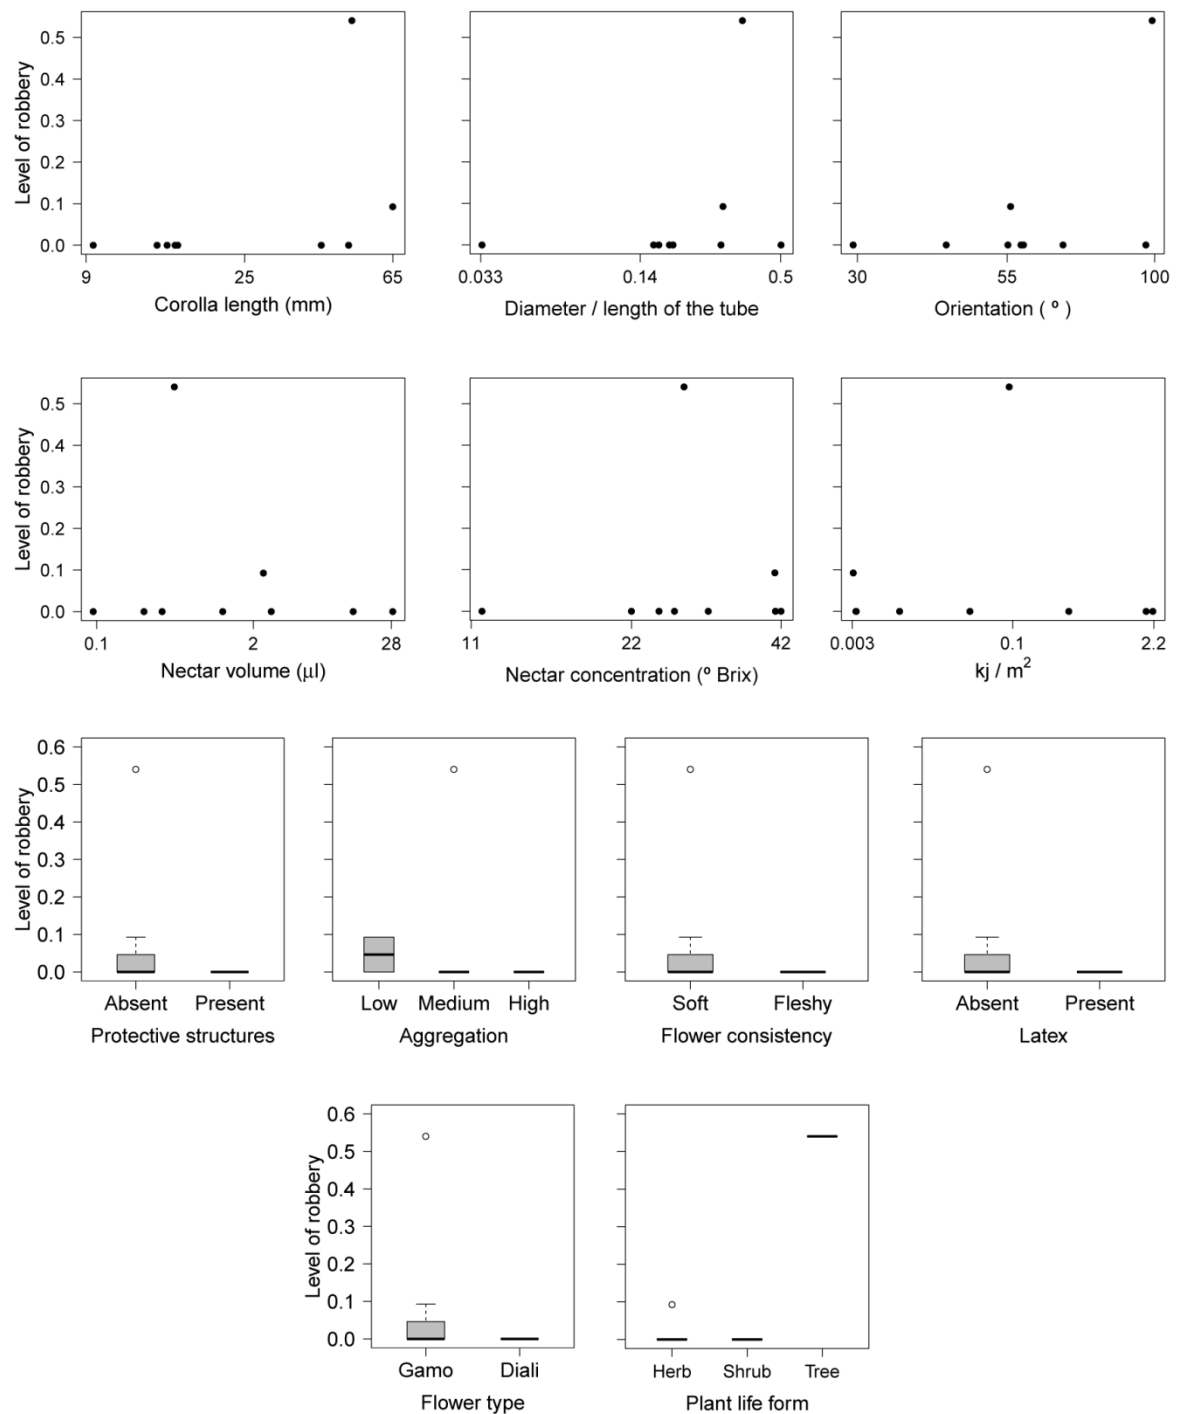 Level of robbery
0.5
0.4
0.3
0.2
0.1
0.0
9 25 65
Corolla length (mm)
0.033 0.14 0.5
Diameter / length of the tube
30 55 100
Orientation ( º )
Level of robbery
0.5
0.4
0.3
0.2
0.1
0.0
0.1 2 28
Nectar volume (µl)
11 22 42
Nectar concentration (º Brix)
0.003 0.1 2.2
kj / m²
Level of robbery
0.6
0.5
0.4
0.3
0.2
0.1
0.0
Absent Present
Protective structures
Low Medium High
Aggregation
Soft Fleshy
Flower consistency
Absent Present
Latex
Level of robbery
0.6
0.5
0.4
0.3
0.2
0.1
0.0
Gamo Diali
Flower type
Herb Shrub Tree
Plant life form